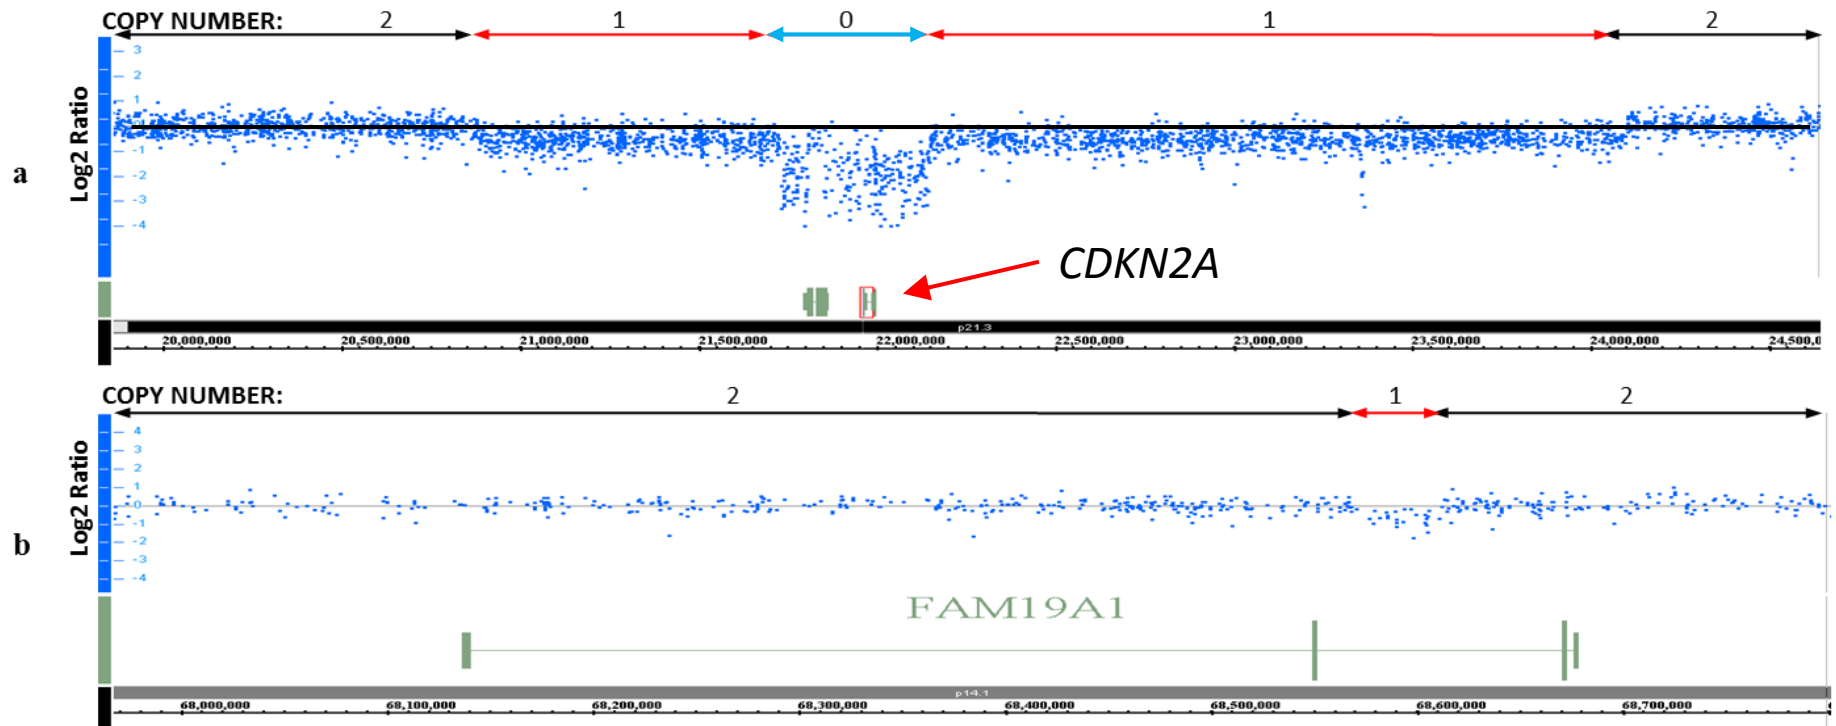 COPY NUMBER: 2 1 0 1 2
3
2
1
0
-1
-2
-3
-4
Log2 Ratio
a
CDKN2A
p21.3
20,000,000 20,500,000 21,000,000 21,500,000 22,000,000 22,500,000 23,000,000 23,500,000 24,000,000 24,500,0
COPY NUMBER: 2 1 2
4
3
2
1
0
-1
-2
-3
-4
Log2 Ratio
b
FAM19A1
p14.1
68,000,000 68,100,000 68,200,000 68,300,000 68,400,000 68,500,000 68,600,000 68,700,000